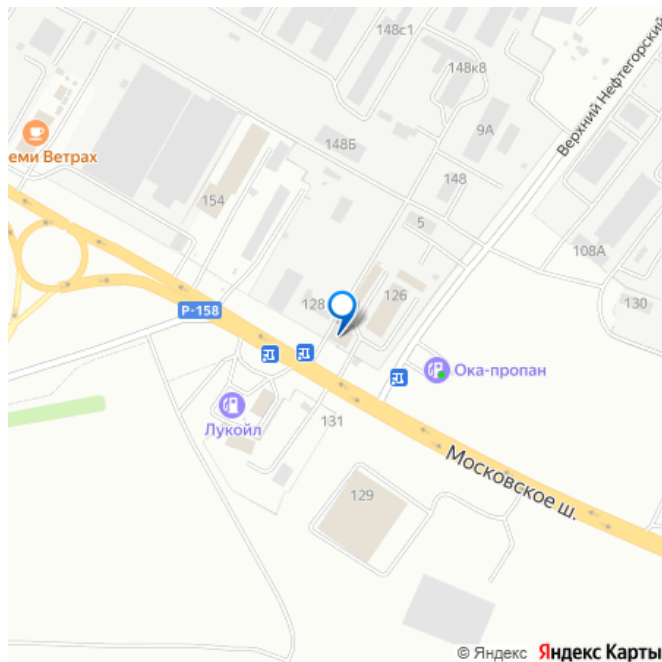 148с1
148к8
Верхний Нефтегорский
9А
еми Ветрах
148Б
148
154
5
108А
128
126
130
Р-158
Ока-пропан
Лукойл
131
Московское ш.
129
© Яндекс Яндекс Карты